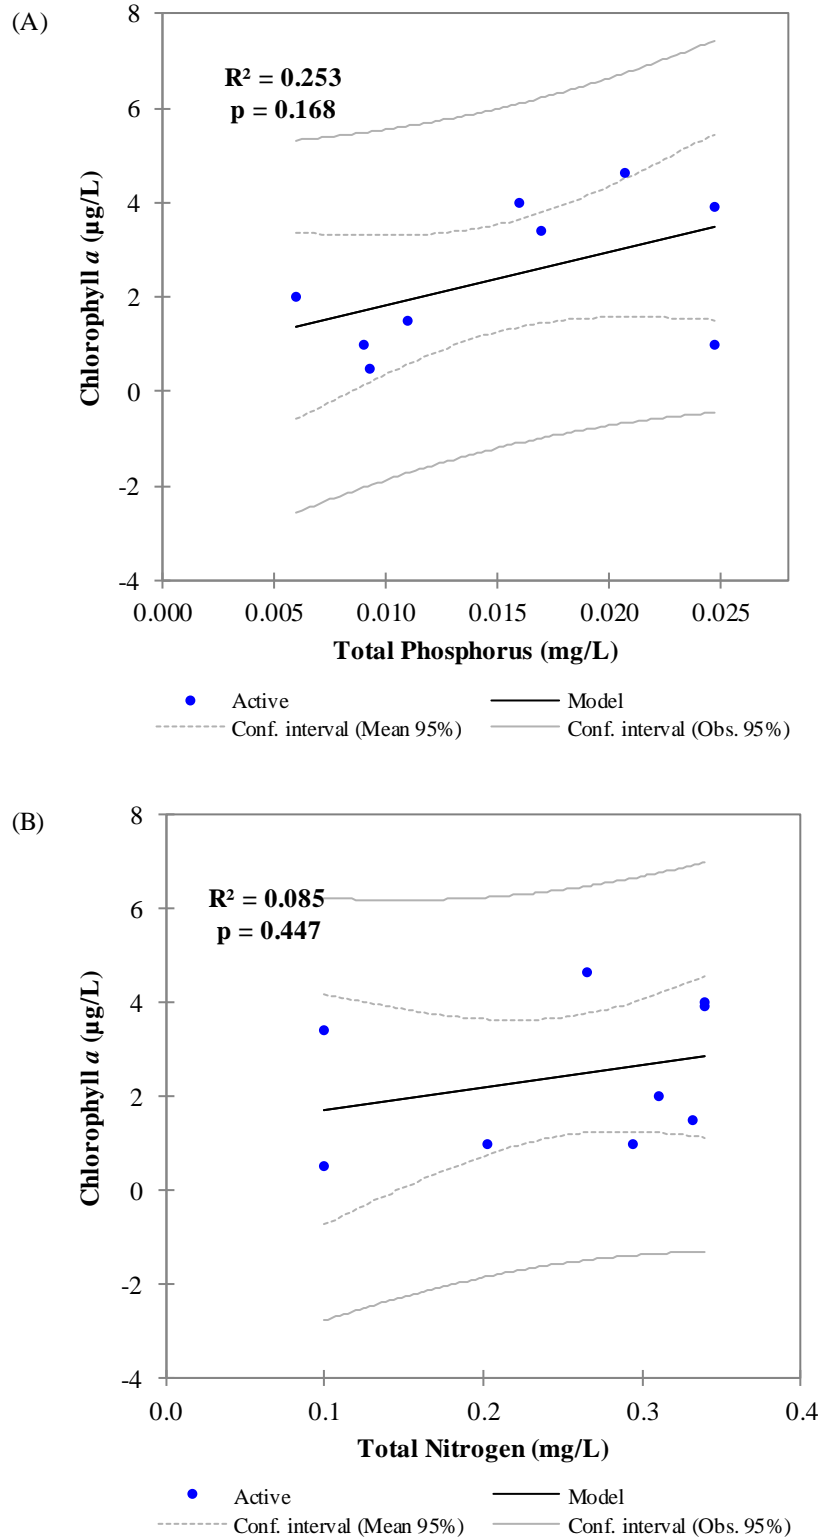 (A)
8
6
4
2
0
-2
-4
R² = 0.253
p = 0.168
Chlorophyll a (µg/L)
0.000 0.005 0.010 0.015 0.020 0.025
Total Phosphorus (mg/L)
Active Model
Conf. interval (Mean 95%) Conf. interval (Obs. 95%)
(B)
8
6
4
2
0
-2
-4
R² = 0.085
p = 0.447
Chlorophyll a (µg/L)
0.0 0.1 0.2 0.3 0.4
Total Nitrogen (mg/L)
Active Model
Conf. interval (Mean 95%) Conf. interval (Obs. 95%)